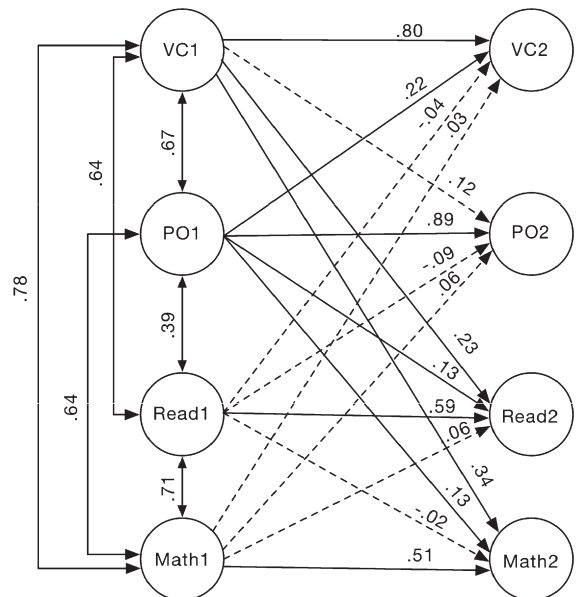 VC1
.80
VC2
.22
-.04
.03
.67
.64
.12
PO1
.89
PO2
-.09
.06
.78
.39
.23
.13
.64
Read1
.59
Read2
.06
.71
.34
.13
-.02
Math1
.51
Math2